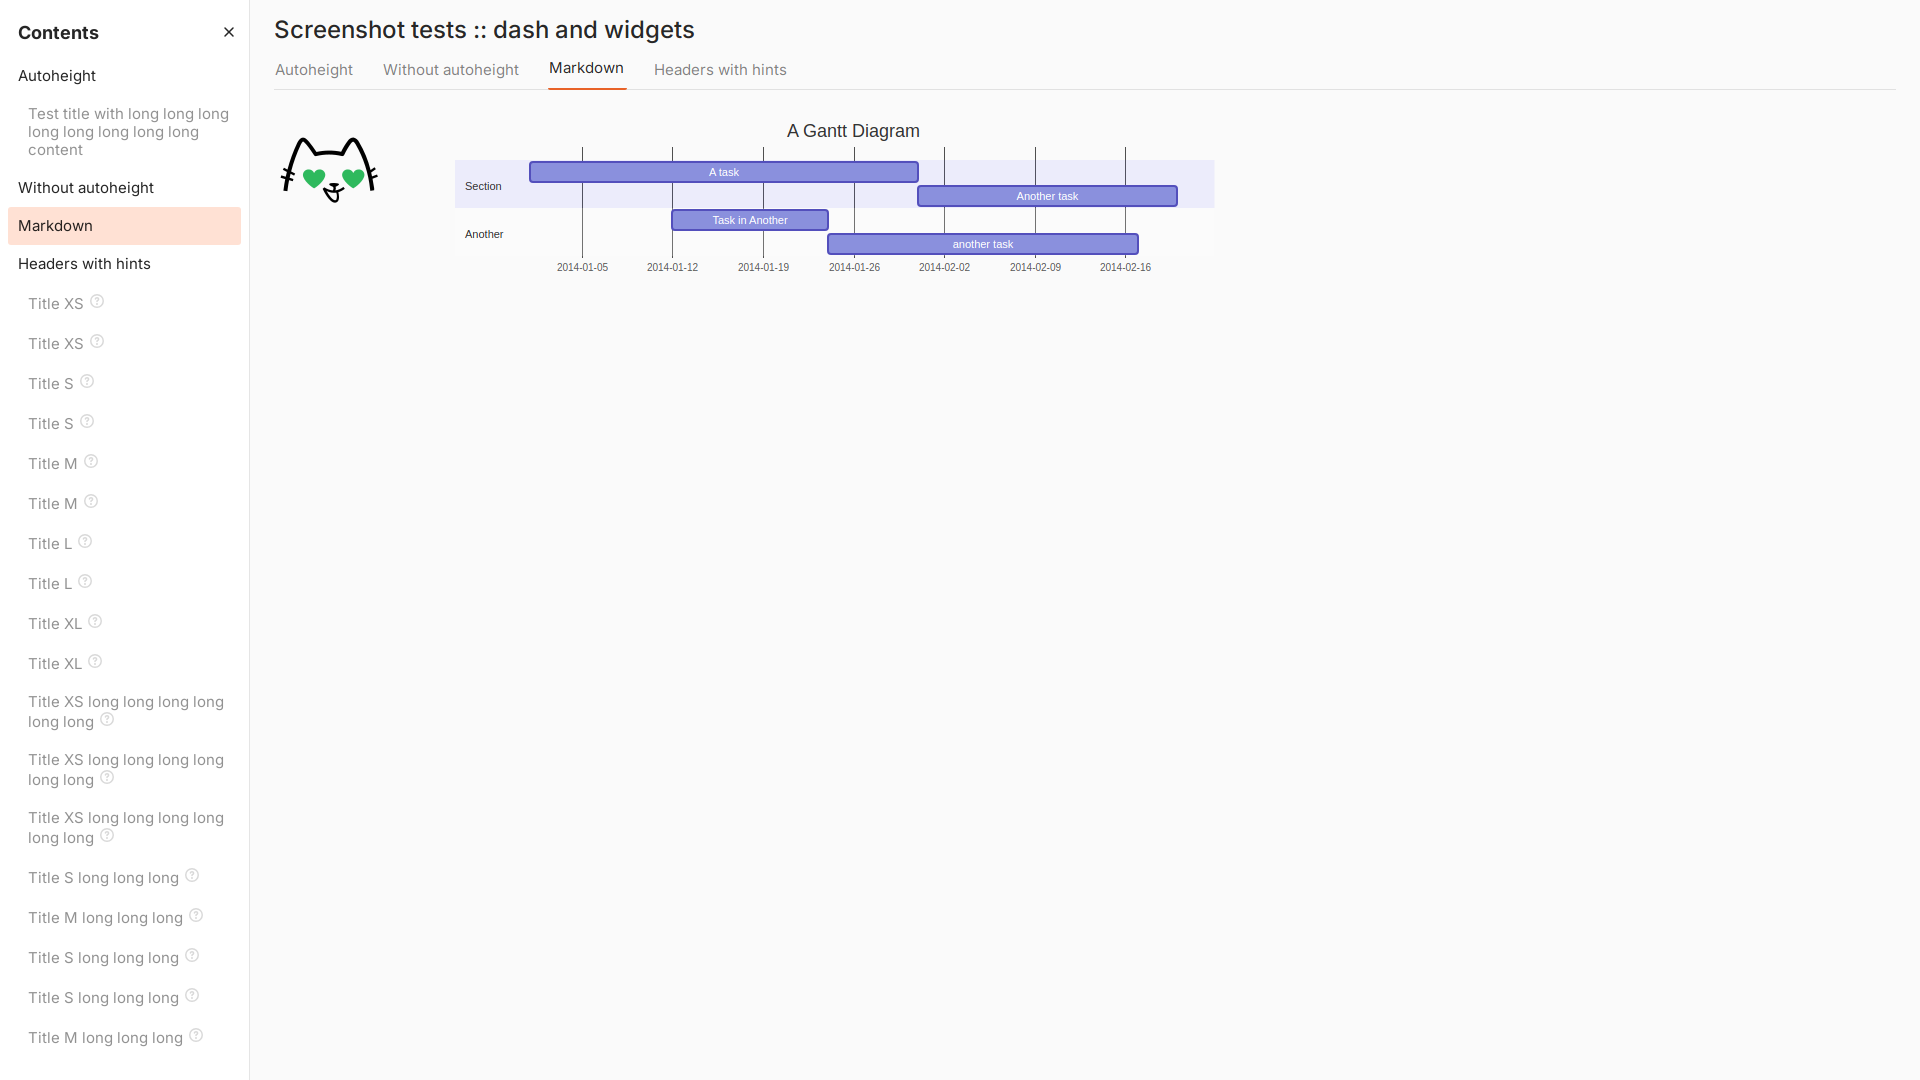 Contents
Autoheight
Test title with long long long
long long long long long
content
Without autoheight
Markdown
Headers with hints
Title XS
Title XS
Title S
Title S
Title M
Title M
Title L
Title L
Title XL
Title XL
Title XS long long long long
long long
Title XS long long long long
long long
Title XS long long long long
long long
Title S long long long
Title M long long long
Title S long long long
Title S long long long
Title M long long long
Screenshot tests :: dash and widgets
Autoheight Without autoheight Markdown Headers with hints
A Gantt Diagram
A task
Section
Another task
Task in Another
Another
another task
2014-01-05 2014-01-12 2014-01-19 2014-01-26 2014-02-02 2014-02-09 2014-02-16